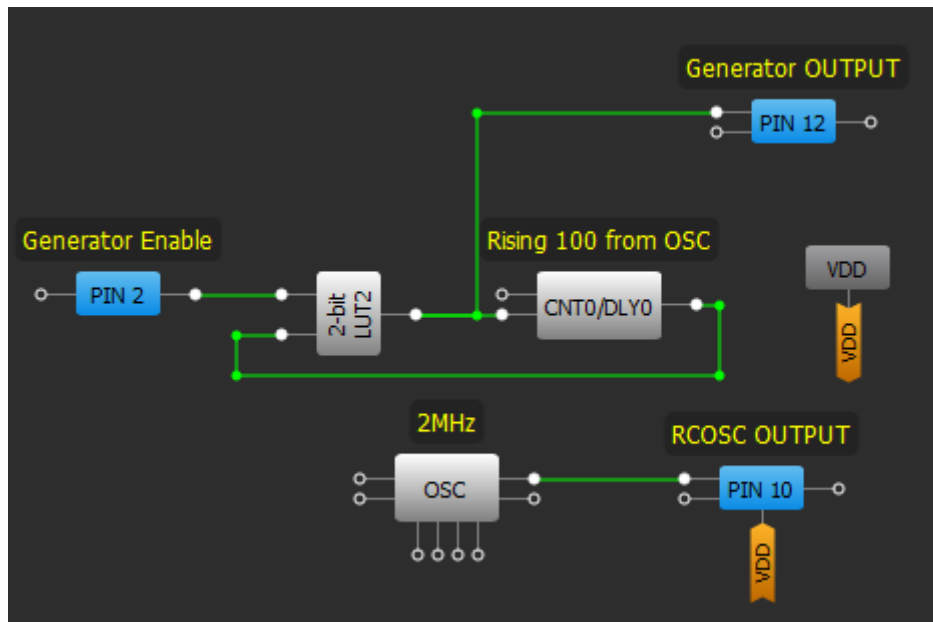 Generator OUTPUT
PIN 12
Generator Enable
Rising 100 from OSC
PIN 2
2-bit
LUT2
CNT0/DLY0
VDD
VDD
2MHz
RCOSC OUTPUT
OSC
PIN 10
VDD